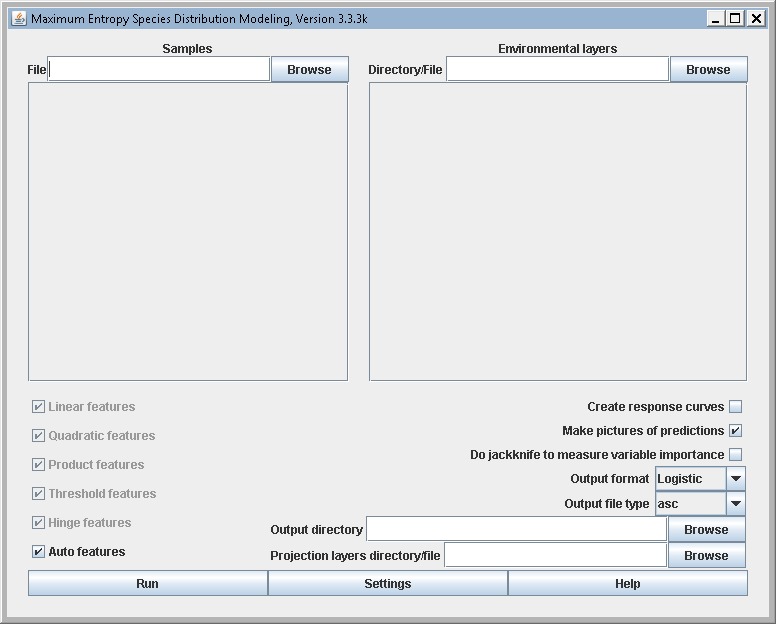 Maximum Entropy Species Distribution Modeling, Version 3.3.3k
Samples
File Browse
Environmental layers
Directory/File Browse
Linear features
Quadratic features
Product features
Threshold features
Hinge features
Auto features
Create response curves
Make pictures of predictions
Do jackknife to measure variable importance
Output format Logistic
Output file type asc
Output directory Browse
Projection layers directory/file Browse
Run Settings Help